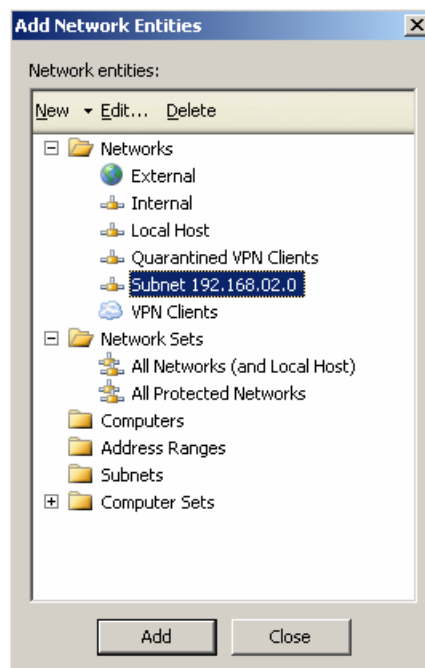 Add Network Entities
Network entities:
New Edit... Delete
Networks
External
Internal
Local Host
Quarantined VPN Clients
Subnet 192.168.02.0
VPN Clients
Network Sets
All Networks (and Local Host)
All Protected Networks
Computers
Address Ranges
Subnets
Computer Sets
Add Close